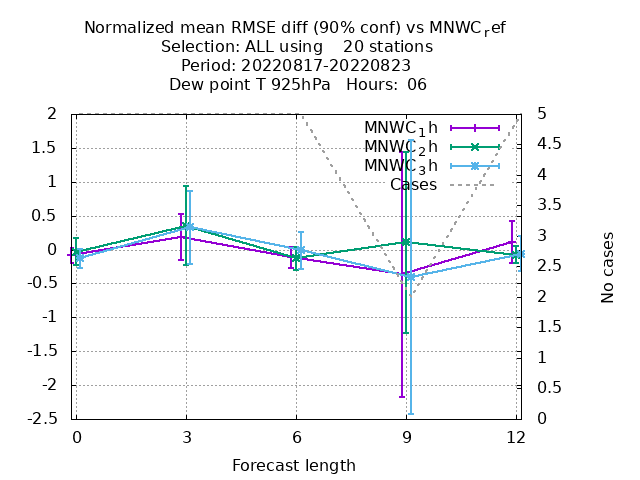 Normalized mean RMSE diff (90% conf) vs MNWC_ref
Selection: ALL using    20 stations
Period: 20220817-20220823
Dew point T 925hPa   Hours:  06
MNWC_1h
MNWC_2h
MNWC_3h
Cases
2
1.5
1
0.5
0
-0.5
-1
-1.5
-2
-2.5
5
4.5
4
3.5
3
2.5
2
1.5
1
0.5
0
No cases
0 3 6 9 12
Forecast length